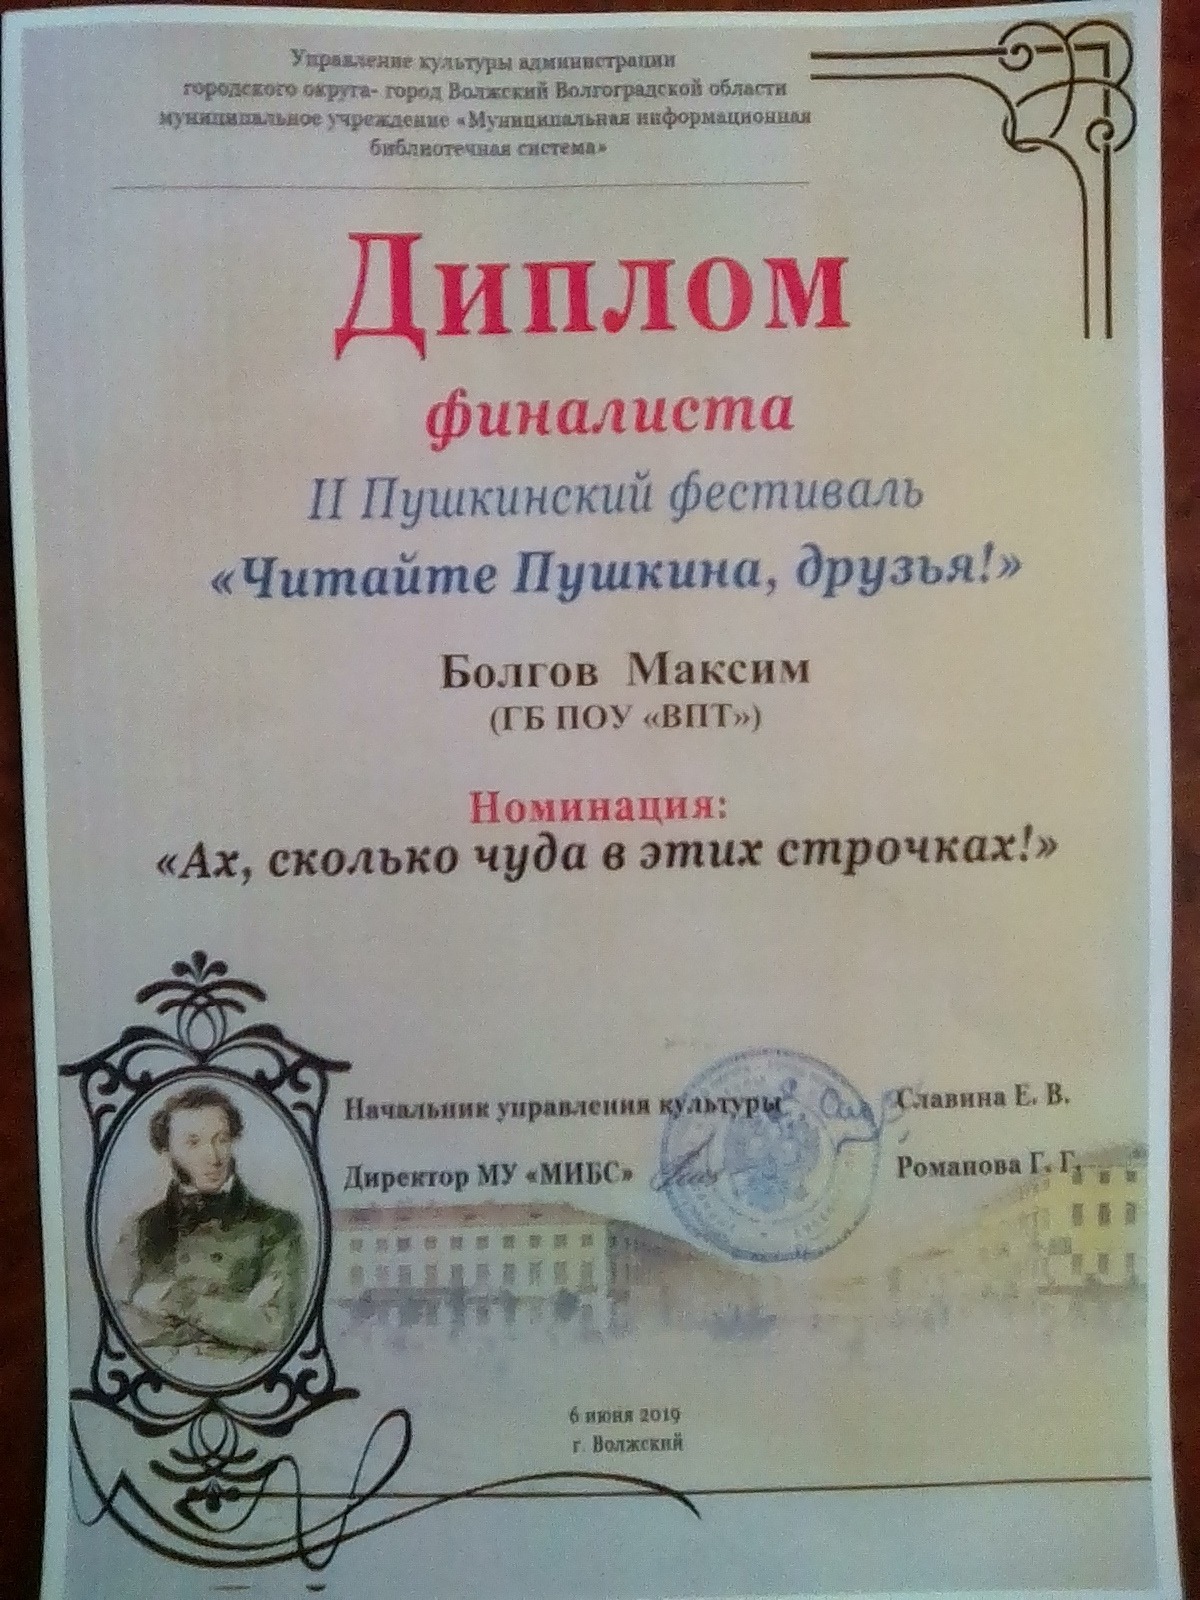 Управление культуры администрации
городского округа- город Волжский Волгоградской области
муниципальное учреждение «Муниципальная информационная
библиотечная система»
Диплом
финалиста
II Пушкинский фестиваль
«Читайте Пушкина, друзья!»
Болгов Максим
(ГБ ПОУ «ВПТ»)
Номинация:
«Ах, сколько чуда в этих строчках!»
Начальник управления культуры Славина Е. В.
Директор МУ «МИБС» Романова Г. Г.
6 июня 2019
г. Волжский